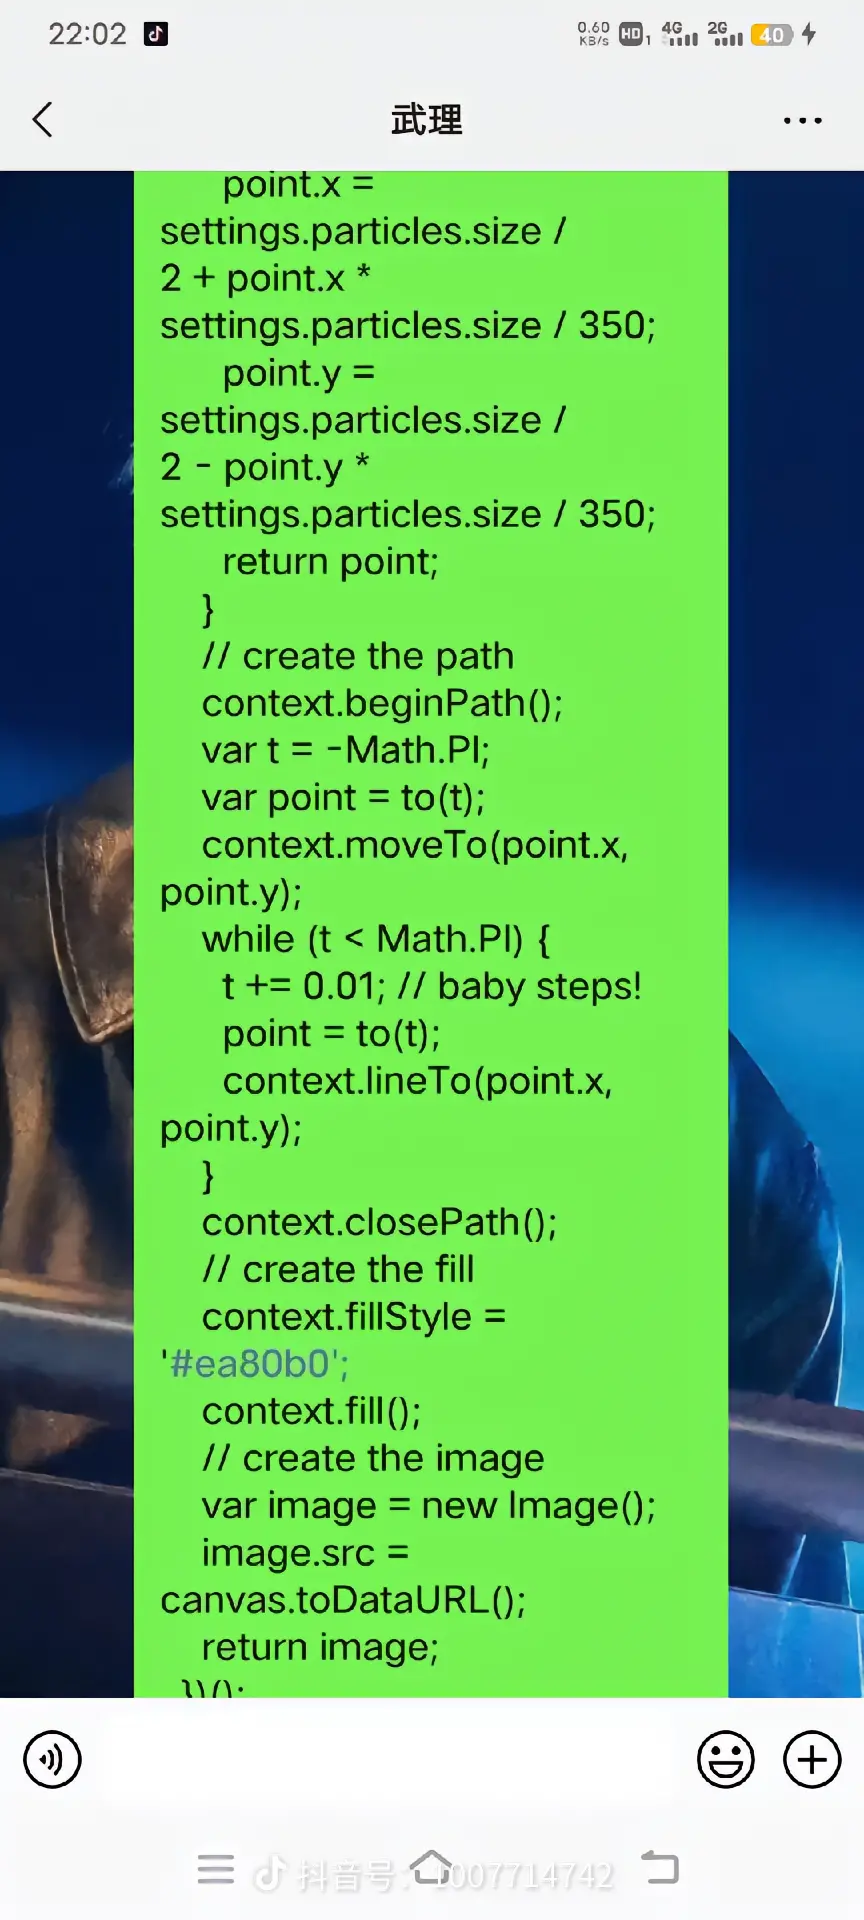 22:02
0.60 KB/s HD 1 4G 2G 40
武理
point.x =
settings.particles.size /
2 + point.x *
settings.particles.size / 350;
point.y =
settings.particles.size /
2 - point.y *
settings.particles.size / 350;
return point;
}
// create the path
context.beginPath();
var t = -Math.PI;
var point = to(t);
context.moveTo(point.x,
point.y);
while (t < Math.PI) {
t += 0.01; // baby steps!
point = to(t);
context.lineTo(point.x,
point.y);
}
context.closePath();
// create the fill
context.fillStyle =
'#ea80b0';
context.fill();
// create the image
var image = new Image();
image.src =
canvas.toDataURL();
return image;
})();
抖音号：1007714742